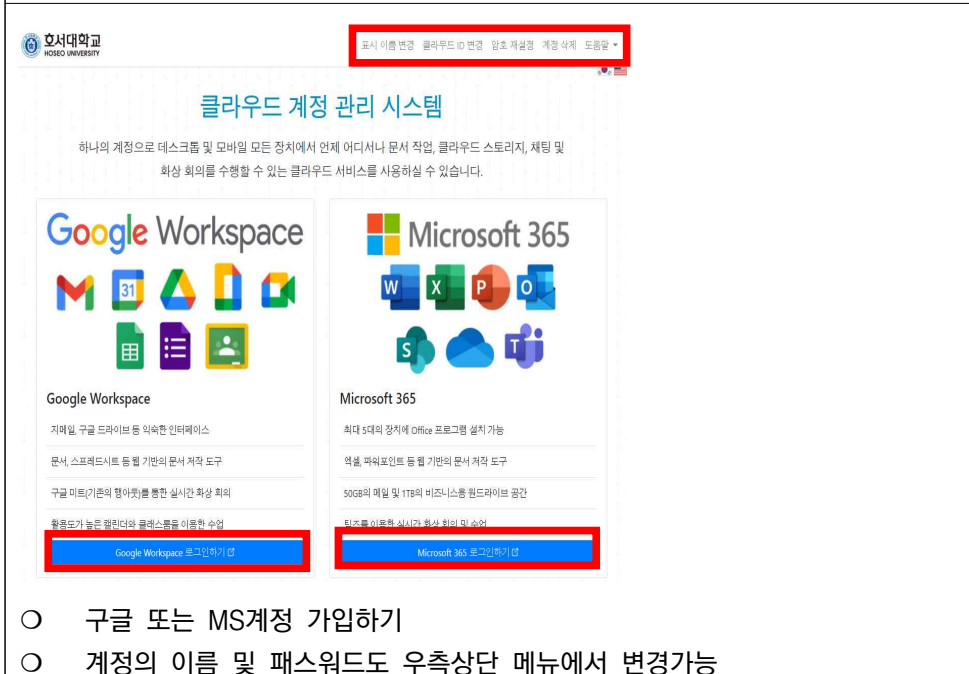 호서대학교
HOSEO UNIVERSITY
표시 이름 변경 클라우드 ID 변경 암호 재설정 계정 삭제 도움말
클라우드 계정 관리 시스템
하나의 계정으로 데스크톱 및 모바일 모든 장치에서 언제 어디서나 문서 작업, 클라우드 스토리지, 채팅 및
화상 회의를 수행할 수 있는 클라우드 서비스를 사용하실 수 있습니다.
Google Workspace
31
Google Workspace
지메일, 구글 드라이브 등 익숙한 인터페이스
문서, 스프레드시트 등 웹 기반의 문서 저작 도구
구글 미트(기존의 행아웃)를 통한 실시간 화상 회의
활용도가 높은 캘린더와 클래스룸을 이용한 수업
Google Workspace 로그인하기
Microsoft 365
W X P O
S T
Microsoft 365
최대 5대의 장치에 Office 프로그램 설치 가능
엑셀, 파워포인트 등 웹 기반의 문서 저작 도구
50GB의 메일 및 1TB의 비즈니스용 원드라이브 공간
팀즈를 이용한 실시간 화상 회의 및 수업
Microsoft 365 로그인하기
❍ 구글 또는 MS계정 가입하기
❍ 계정의 이름 및 패스워드도 우측상단 메뉴에서 변경가능